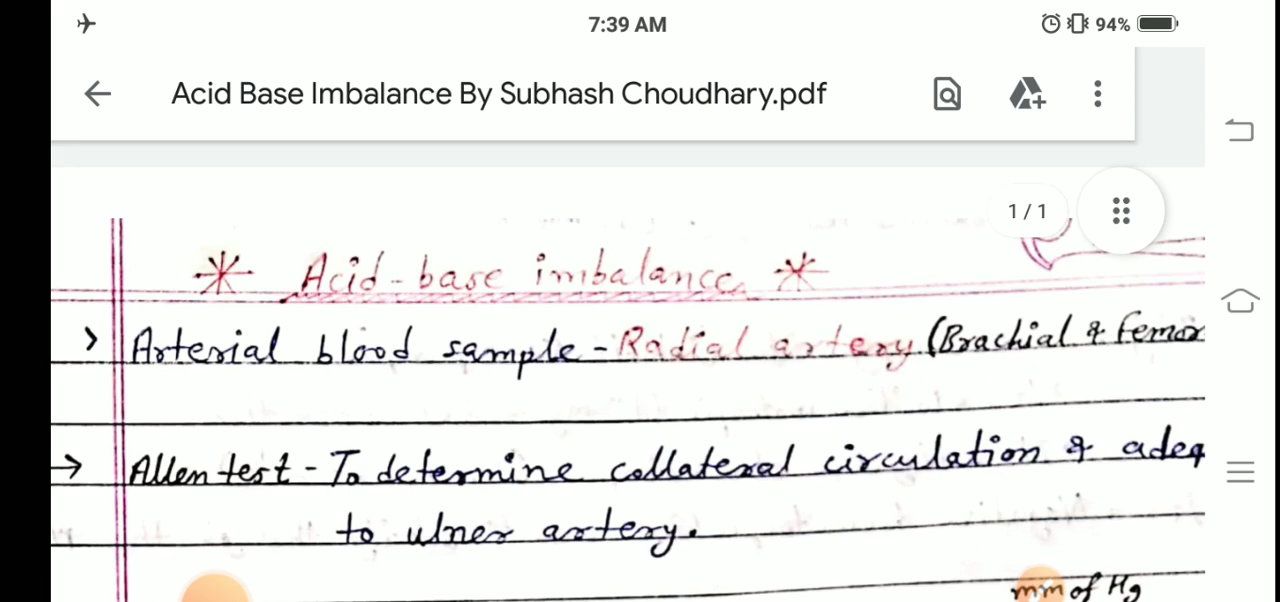 7:39 AM
94%
Acid Base Imbalance By Subhash Choudhary.pdf
1 / 1
Acid-base imbalance
Arterial blood sample - Radial artery (Brachial & femor
Allen test - To determine collateral circulation & adeq
to ulner artery.
mm of Hg